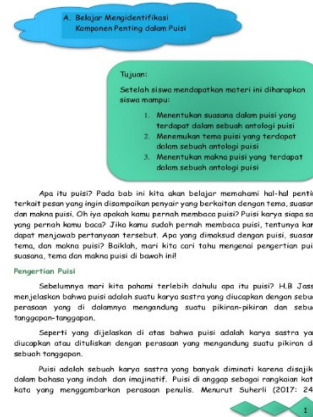 A. Belajar Mengidentifikasi
Komponen Penting dalam Puisi
Tujuan:
Setelah siswa mendapatkan materi ini diharapkan
siswa mampu:
1. Menentukan suasana dalam puisi yang
terdapat dalam sebuah antologi puisi
2. Menemukan tema puisi yang terdapat
dalam sebuah antologi puisi
3. Menentukan makna puisi yang terdapat
dalam sebuah antologi puisi
Apa itu puisi? Pada bab ini kita akan belajar memahami hal-hal penti
terkait pesan yang ingin disampaikan penyair yang berkaitan dengan tema, suasan
dan makna puisi. Oh iya apakah kamu pernah membaca puisi? Puisi karya siapa sa
yang pernah kamu baca? Jika kamu sudah pernah membaca puisi, tentunya kam
dapat menjawab pertanyaan tersebut. Apa yang dimaksud dengan puisi, suasan
tema, dan makna puisi? Baiklah, mari kita cari tahu mengenai pengertian pui
suasana, tema dan makna puisi di bawah ini!
Pengertian Puisi
Sebelumnya mari kita pahami terlebih dahulu apa itu puisi? H.B Jass
menjelaskan bahwa puisi adalah suatu karya sastra yang diucapkan dengan sebu
perasaan yang di dalamnya mengandung suatu pikiran-pikiran dan sebu
tanggapan-tanggapan.
Seperti yang dijelaskan di atas bahwa puisi adalah karya sastra ya
diucapkan atau dituliskan dengan perasaan yang mengandung suatu pikiran d
sebuah tanggapan.
Puisi adalah sebuah karya sastra yang banyak diminati karena disajik
dalam bahasa yang indah dan imajinatif. Puisi di anggap sebagai rangkaian kat
kata yang menggambarkan perasaan penulis. Menurut Suherli (2017: 24
1